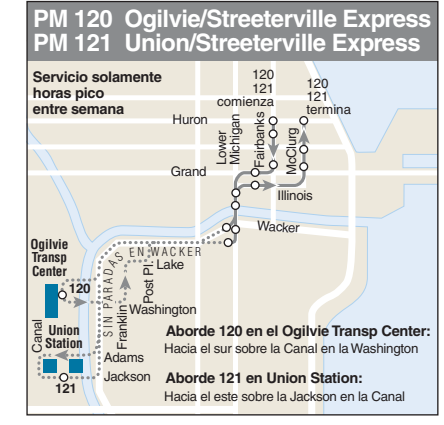 PM 120 Ogilvie/Streeterville Express
PM 121 Union/Streeterville Express
Servicio solamente
horas pico
entre semana
120
121
comienza
120
121
termina
Huron
Lower
Michigan
Fairbanks
McClurg
Grand
Illinois
Wacker
SIN PARADAS EN WACKER
Ogilvie
Transp
Center
120
Lake
Post Pl.
Franklin
Washington
Canal
Union
Station
Adams
Jackson
121
Aborde 120 en el Ogilvie Transp Center:
Hacia el sur sobre la Canal en la Washington
Aborde 121 en Union Station:
Hacia el este sobre la Jackson en la Canal